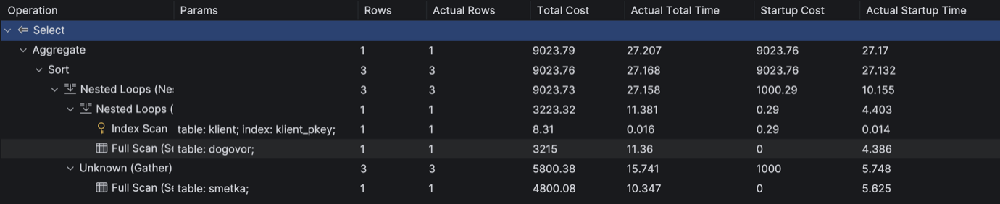 Operation Params Rows Actual Rows Total Cost Actual Total Time Startup Cost Actual Startup Time
Select
Aggregate 1 1 9023.79 27.207 9023.76 27.17
Sort 3 3 9023.76 27.168 9023.76 27.132
Nested Loops (Nes 3 3 9023.73 27.158 1000.29 10.155
Nested Loops ( 1 1 3223.32 11.381 0.29 4.403
Index Scan table: klient; index: klient_pkey; 1 1 8.31 0.016 0.29 0.014
Full Scan (Se table: dogovor; 1 1 3215 11.36 0 4.386
Unknown (Gather) 3 3 5800.38 15.741 1000 5.748
Full Scan (Se table: smetka; 1 1 4800.08 10.347 0 5.625